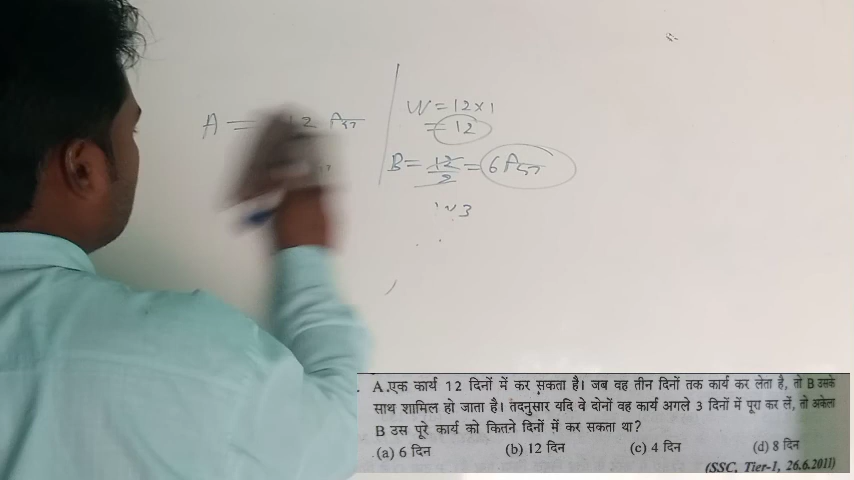 A = 12 दिन
W = 12 × 1
= 12
B = 12/2 = 6 दिन
A.एक कार्य 12 दिनों में कर सकता है। जब वह तीन दिनों तक कार्य कर लेता है, तो B उसके
साथ शामिल हो जाता है। तदनुसार यदि वे दोनों वह कार्य अगले 3 दिनों में पूरा कर लें, तो अकेला
B उस पूरे कार्य को कितने दिनों में कर सकता था?
(a) 6 दिन (b) 12 दिन (c) 4 दिन (d) 8 दिन
(SSC, Tier-1, 26.6.2011)